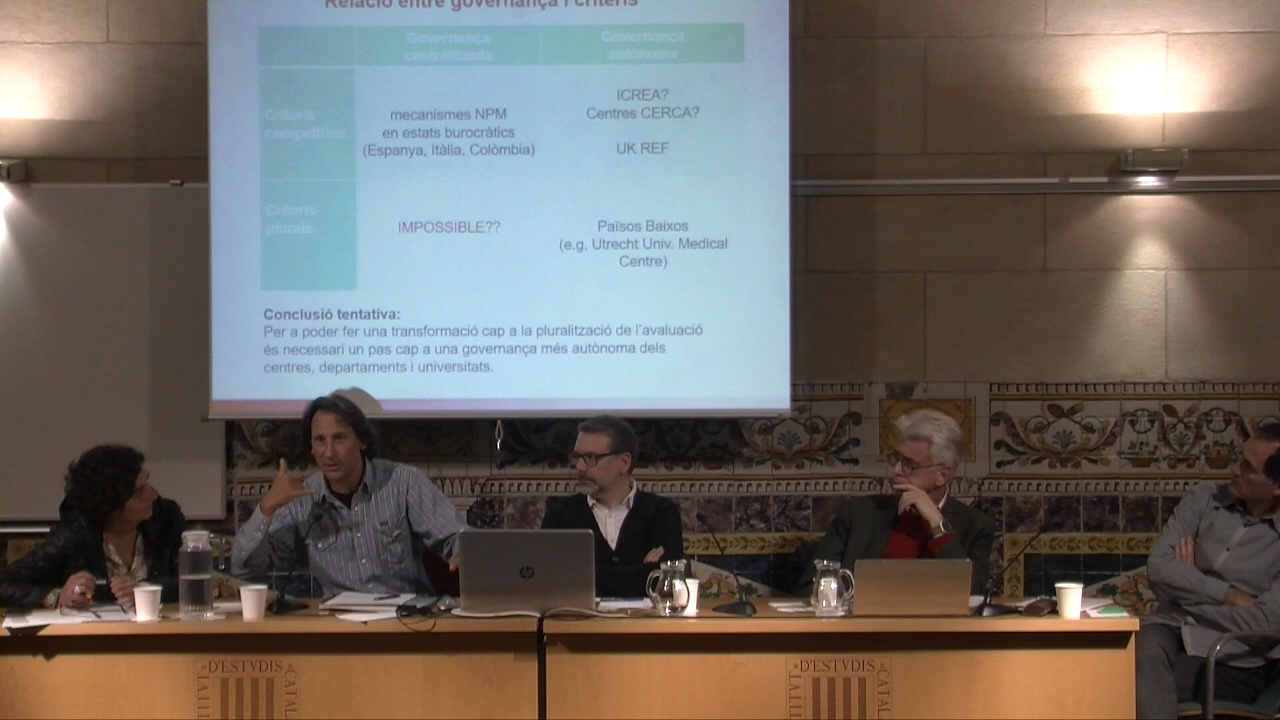 Relació entre governança i criteris
Governança
centralitzada
Governança
autònoma
Criteris
competitius
mecanismes NPM
en estats burocràtics
(Espanya, Itàlia, Colòmbia)
ICREA?
Centres CERCA?
UK REF
Criteris
plurals
IMPOSSIBLE??
Països Baixos
(e.g. Utrecht Univ. Medical
Centre)
Conclusió tentativa:
Per a poder fer una transformació cap a la pluralització de l'avaluació
és necessari un pas cap a una governança més autònoma dels
centres, departaments i universitats.
hp
D'ESTVDIS
CATAL
D'ESTVDIS
CATAL